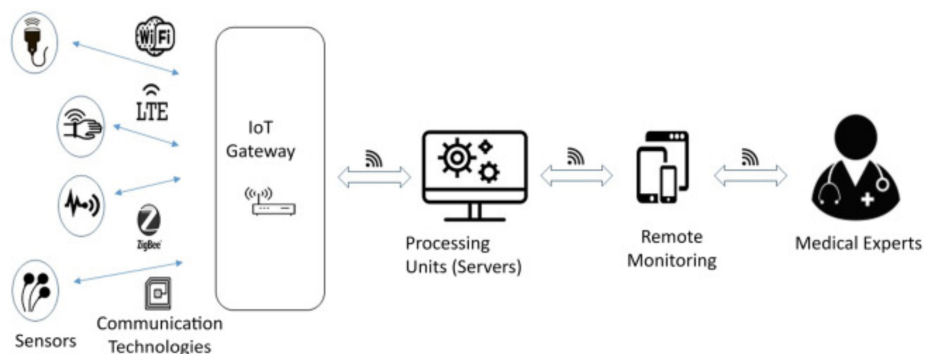 WiFi
LTE
IoT
Gateway
ZigBee
Sensors
Communication
Technologies
Processing
Units (Servers)
Remote
Monitoring
Medical Experts